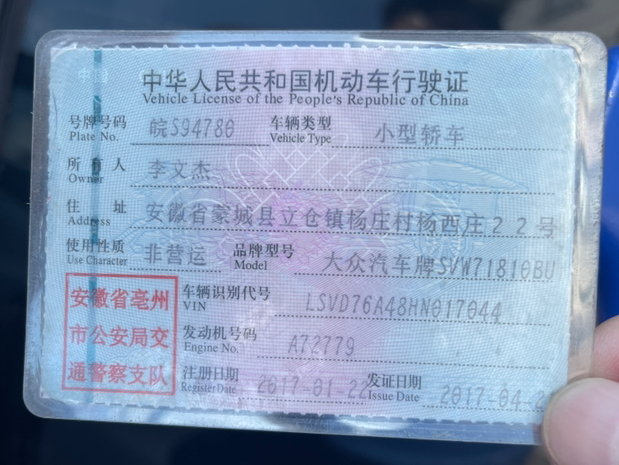 中华人民共和国机动车行驶证
Vehicle License of the People's Republic of China
号牌号码 Plate No. 皖S94780 车辆类型 Vehicle Type 小型轿车
所有人 Owner 李文杰
住址 Address 安徽省蒙城县立仓镇杨庄村杨西庄22号
使用性质 Use Character 非营运 品牌型号 Model 大众汽车牌SVW71810BU
安徽省亳州 车辆识别代号 VIN LSVD76A48HN017044
市公安局交 发动机号码 Engine No. A72779
通警察支队 注册日期 Register Date 2017-01-22 发证日期 Issue Date 2017-04-2